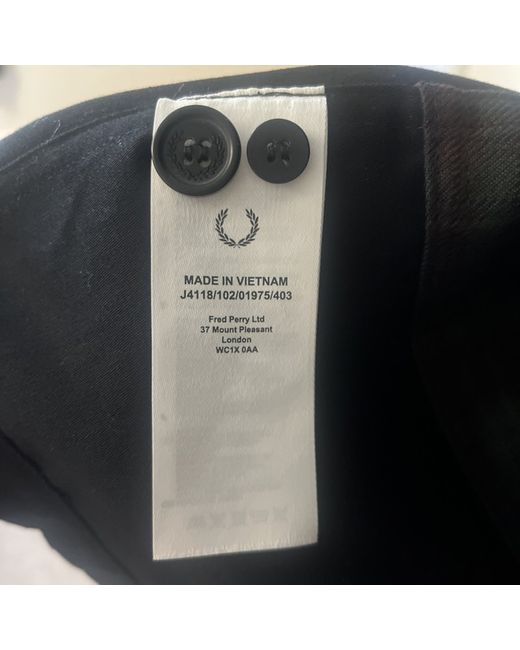 MADE IN VIETNAM
J4118/102/01975/403
Fred Perry Ltd
37 Mount Pleasant
London
WC1X 0AA